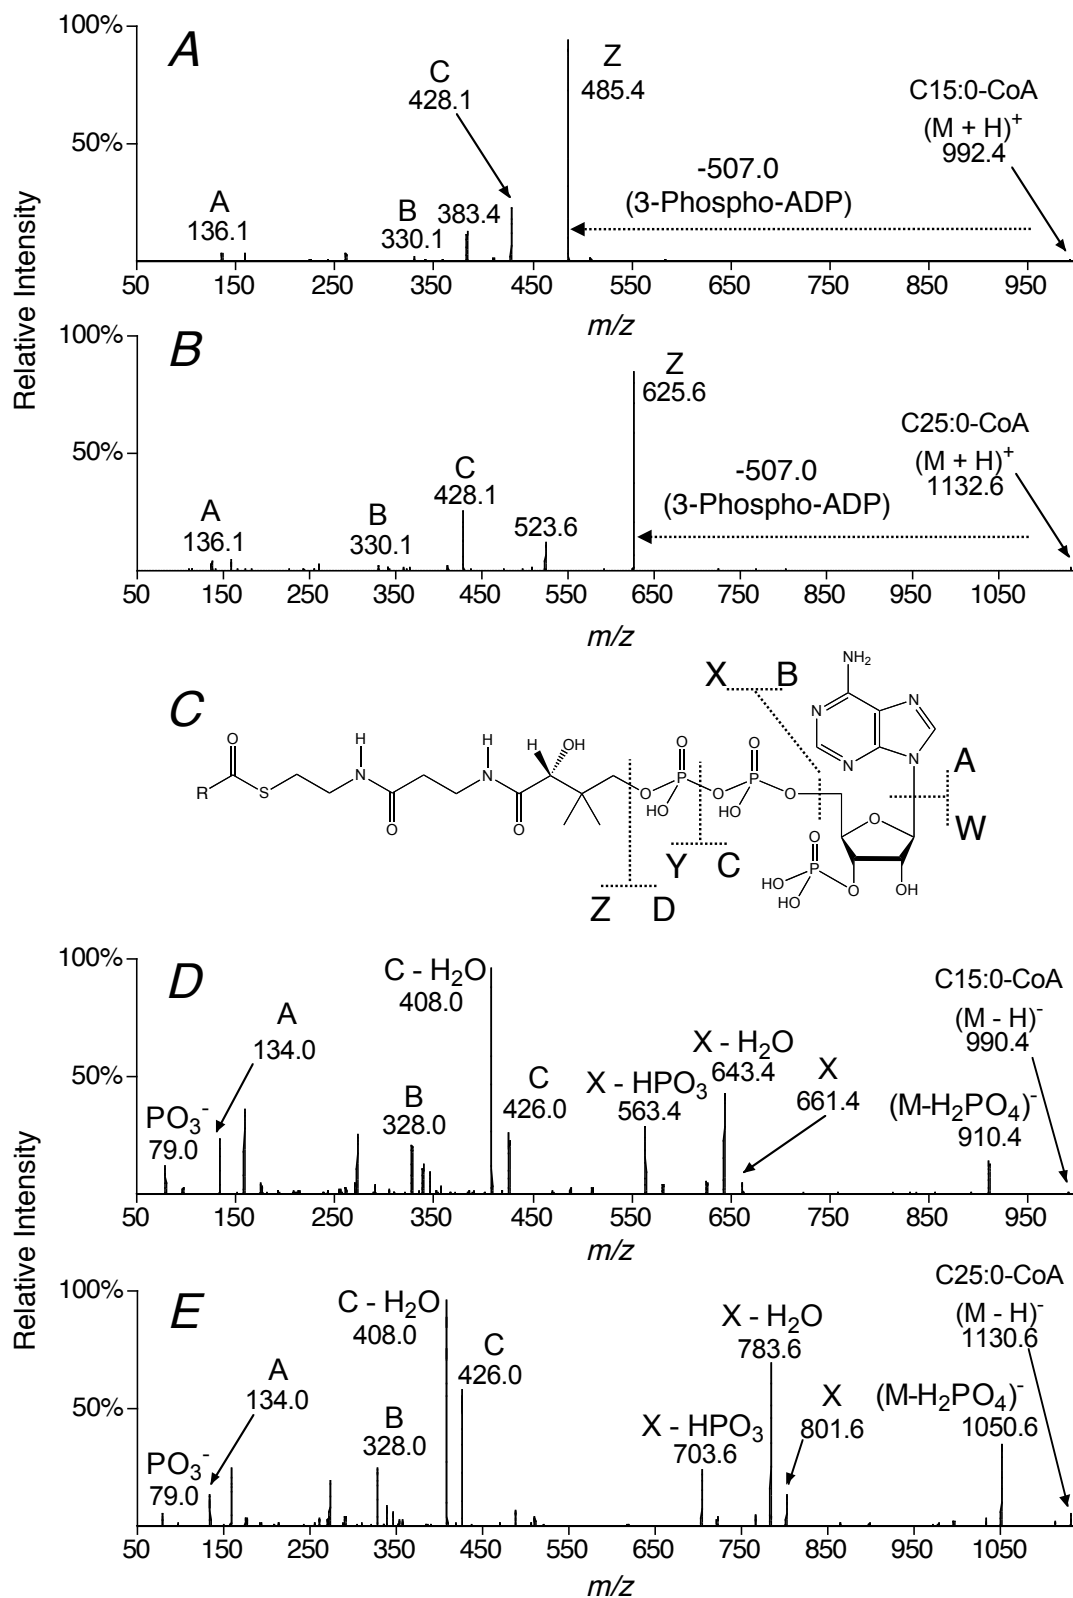 Relative Intensity
A
100%
50%
A
136.1
B
330.1
383.4
C
428.1
Z
485.4
-507.0
(3-Phospho-ADP)
C15:0-CoA
(M + H)+
992.4
50 150 250 350 450 550 650 750 850 950
m/z
B
100%
50%
A
136.1
B
330.1
C
428.1
523.6
Z
625.6
-507.0
(3-Phospho-ADP)
C25:0-CoA
(M + H)+
1132.6
50 150 250 350 450 550 650 750 850 950 1050
m/z
C
NH2
X B
N N
N N
A
W
O H H H OH O O
R S N N O P O P O O
O O HO HO
Y C
Z D
O
HO P
HO O OH
Relative Intensity
D
100%
50%
PO3-
79.0
A
134.0
B
328.0
C - H2O
408.0
C
426.0
X - HPO3
563.4
X - H2O
643.4
X
661.4
(M-H2PO4)-
910.4
C15:0-CoA
(M - H)-
990.4
50 150 250 350 450 550 650 750 850 950
m/z
E
100%
50%
PO3-
79.0
A
134.0
B
328.0
C - H2O
408.0
C
426.0
X - HPO3
703.6
X - H2O
783.6
X
801.6
(M-H2PO4)-
1050.6
C25:0-CoA
(M - H)-
1130.6
50 150 250 350 450 550 650 750 850 950 1050
m/z